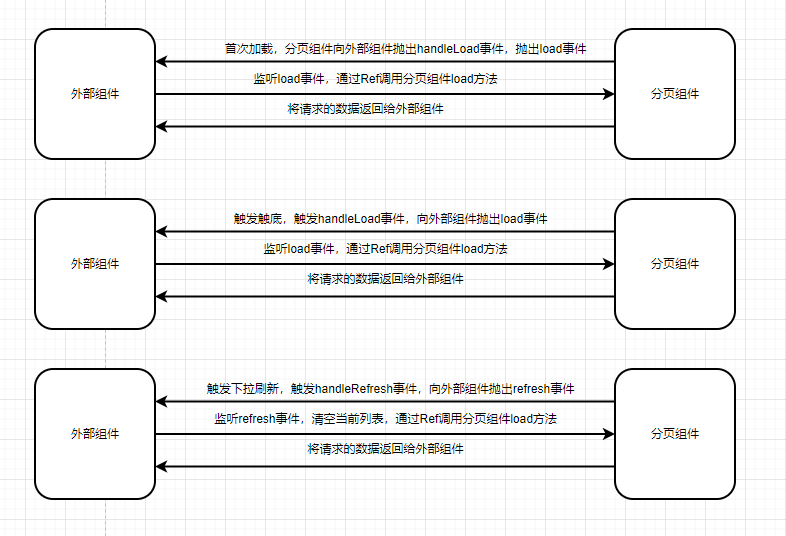 首次加载，分页组件向外部组件抛出handleLoad事件，抛出load事件
外部组件
监听load事件，通过Ref调用分页组件load方法
分页组件
将请求的数据返回给外部组件
触发触底，触发handleLoad事件，向外部组件抛出load事件
外部组件
监听load事件，通过Ref调用分页组件load方法
分页组件
将请求的数据返回给外部组件
触发下拉刷新，触发handleRefresh事件，向外部组件抛出refresh事件
外部组件
监听refresh事件，清空当前列表，通过Ref调用分页组件load方法
分页组件
将请求的数据返回给外部组件